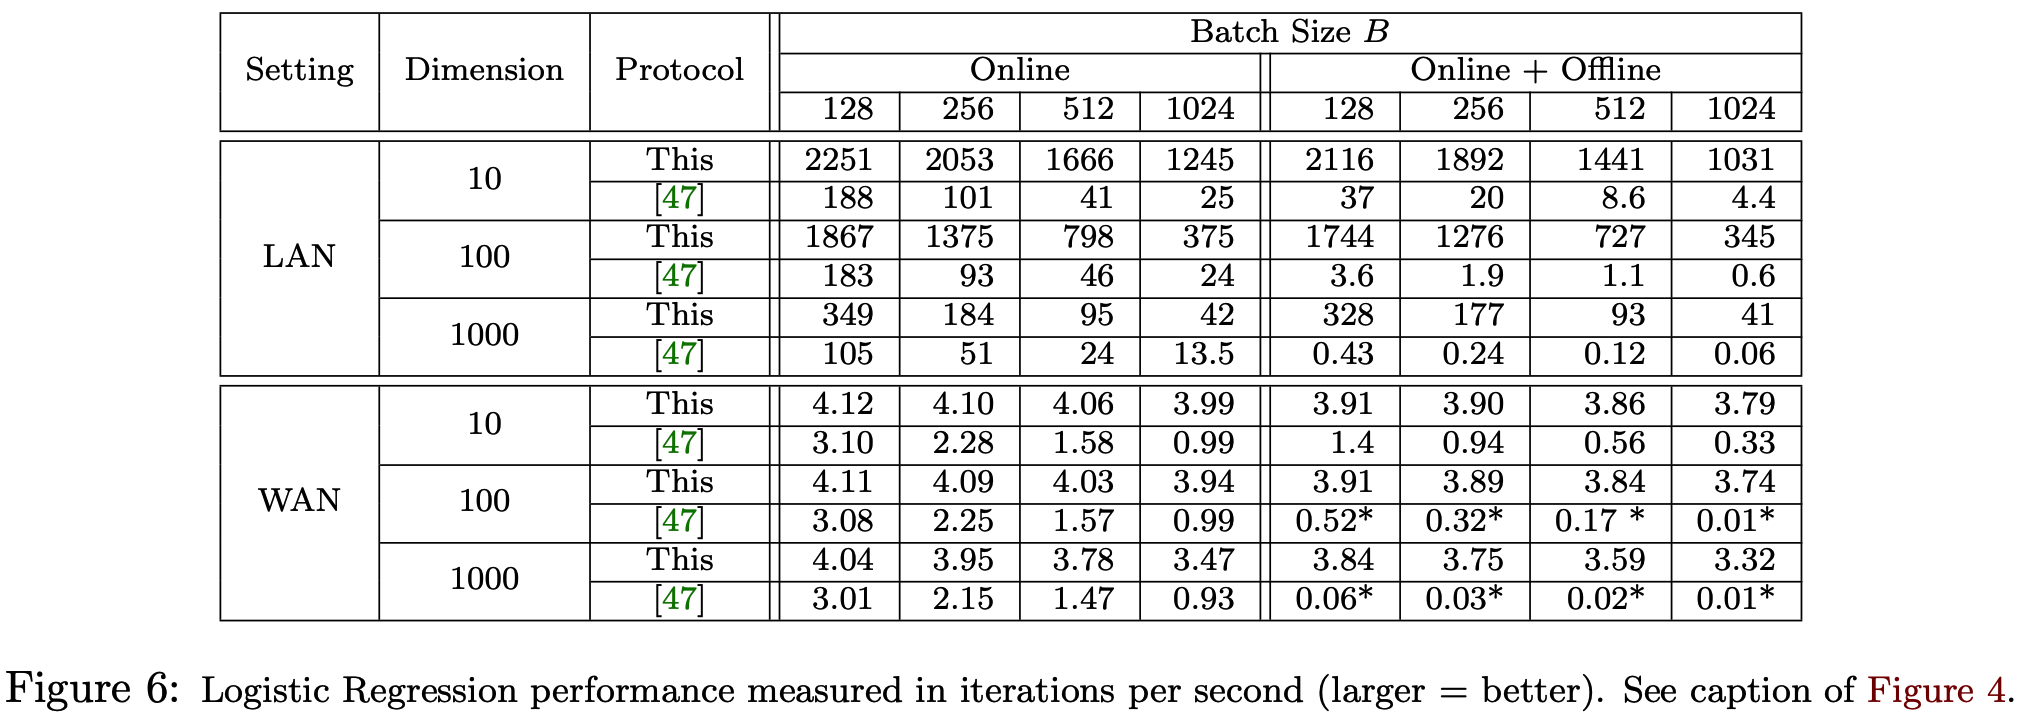 Batch Size B
Setting Dimension Protocol Online Online + Offline
128 256 512 1024 128 256 512 1024
This 2251 2053 1666 1245 2116 1892 1441 1031
10
[47] 188 101 41 25 37 20 8.6 4.4
This 1867 1375 798 375 1744 1276 727 345
LAN 100
[47] 183 93 46 24 3.6 1.9 1.1 0.6
This 349 184 95 42 328 177 93 41
1000
[47] 105 51 24 13.5 0.43 0.24 0.12 0.06
This 4.12 4.10 4.06 3.99 3.91 3.90 3.86 3.79
10
[47] 3.10 2.28 1.58 0.99 1.4 0.94 0.56 0.33
This 4.11 4.09 4.03 3.94 3.91 3.89 3.84 3.74
WAN 100
[47] 3.08 2.25 1.57 0.99 0.52* 0.32* 0.17 * 0.01*
This 4.04 3.95 3.78 3.47 3.84 3.75 3.59 3.32
1000
[47] 3.01 2.15 1.47 0.93 0.06* 0.03* 0.02* 0.01*
Figure 6: Logistic Regression performance measured in iterations per second (larger = better). See caption of Figure 4.